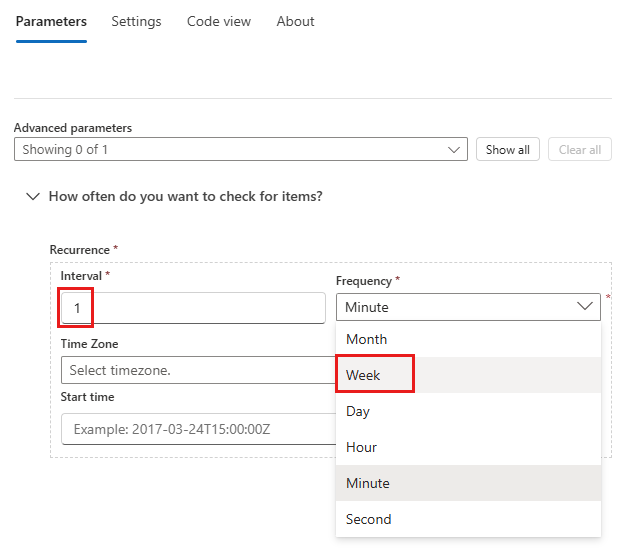 Parameters Settings Code view About
Advanced parameters
Showing 0 of 1 Show all Clear all
How often do you want to check for items?
Recurrence *
Interval * Frequency *
1 Minute *
Month
Time Zone
Week
Select timezone.
Start time
Day
Example: 2017-03-24T15:00:00Z
Hour
Minute
Second